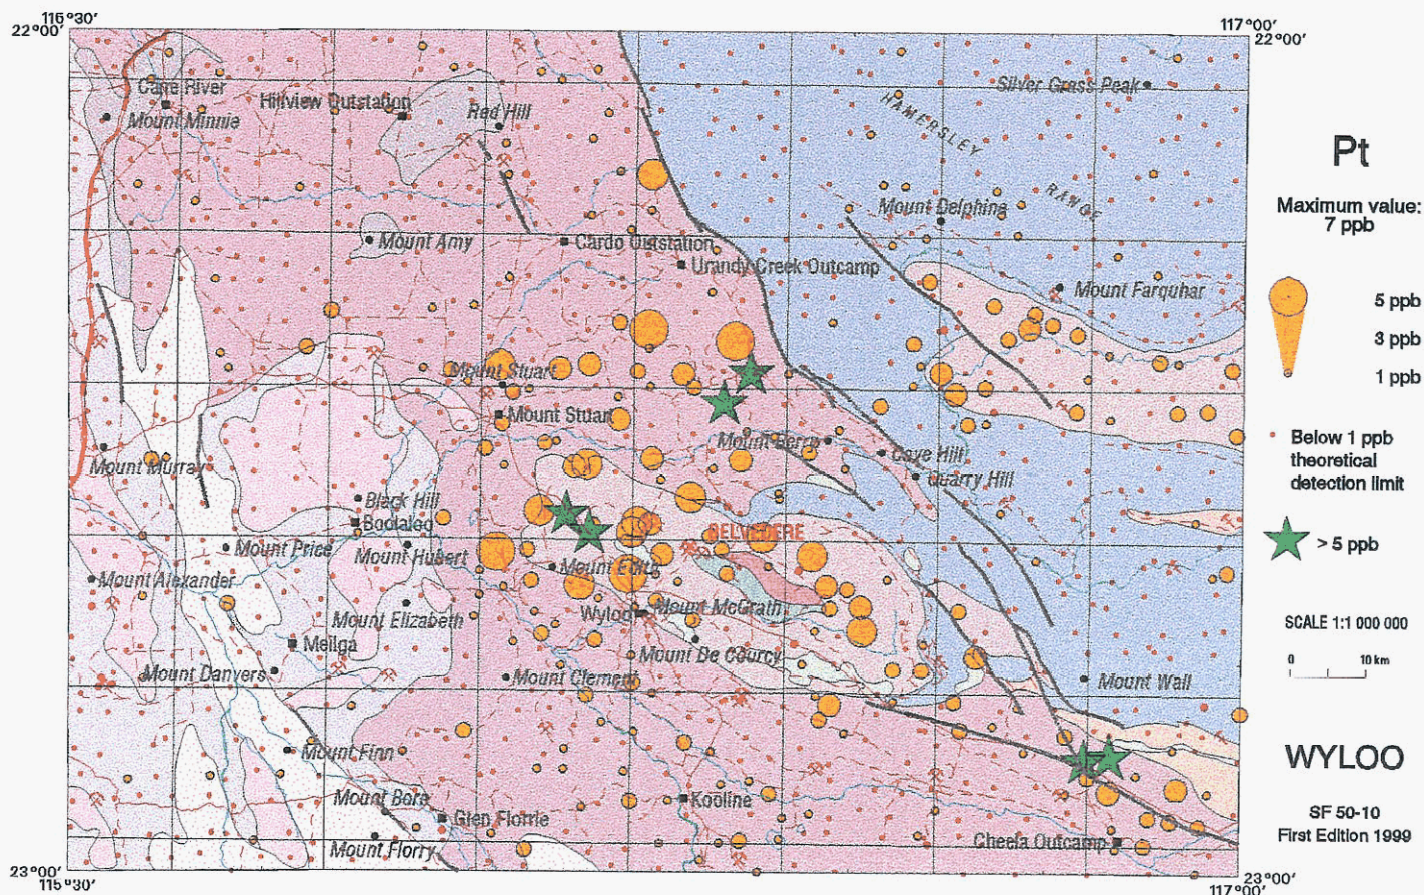 115°30'
22°00'
117°00'
22°00'
Cane River
Mount Minnie
Hillview Outstation
Red Hill
Silver Grass Peak
HAMERSLEY
RANGE
Mount Delphine
Mount Amy
Cardo Outstation
Urandy Creek Outcamp
Mount Farquhar
Mount Stuart
Mount Stuart
Mount Berry
Caye Hill
Quarry Hill
Mount Murray
Black Hill
Boolaloo
BELVEDERE
Mount Price
Mount Hubert
Mount Edith
Mount Alexander
Mount Elizabeth
Wyloo
Mount McGrath
Meilga
Mount De Courcy
Mount Danvers
Mount Clement
Mount Wall
Mount Finn
Mount Bore
Kooline
Glen Florrie
Mount Florry
Cheela Outcamp
23°00'
115°30'
23°00'
117°00'
Pt
Maximum value:
7 ppb
5 ppb
3 ppb
1 ppb
Below 1 ppb
theoretical
detection limit
> 5 ppb
SCALE 1:1 000 000
0 10 km
WYLOO
SF 50-10
First Edition 1999